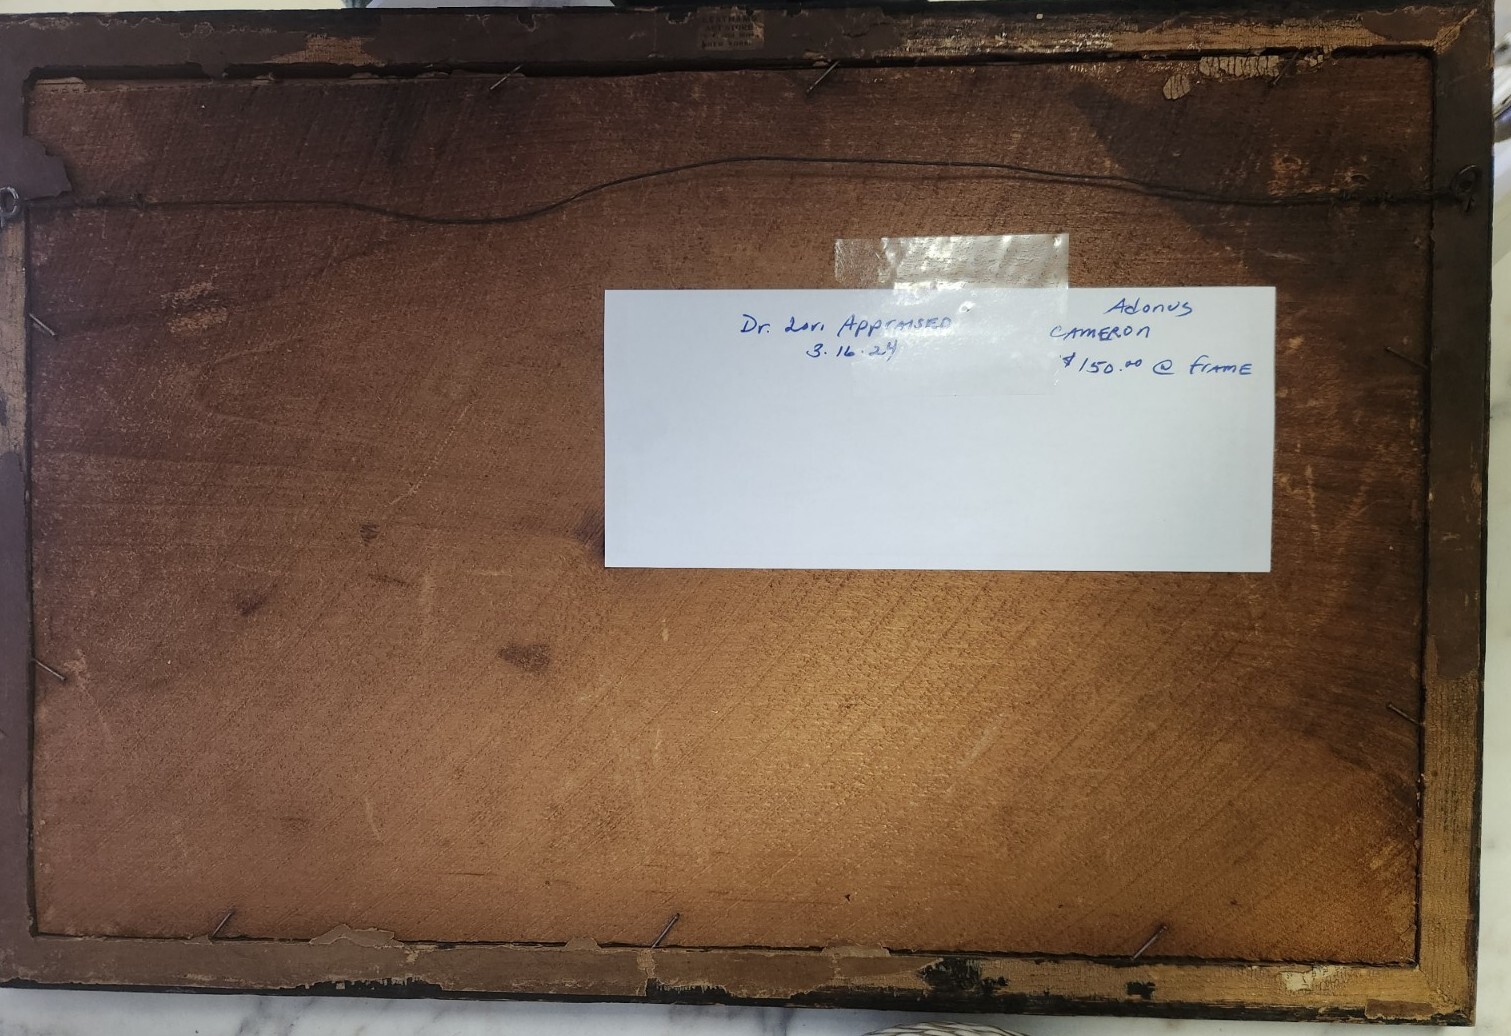 Dr. Lori Appraised
3.16.24
Adonus
Cameron
$150.00 @ Frame